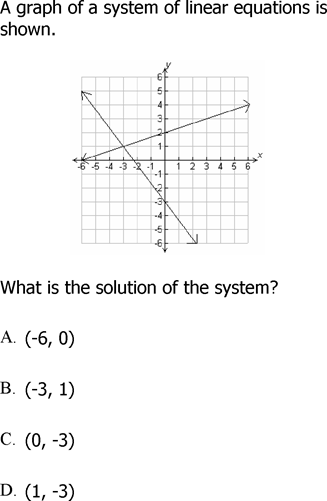 A graph of a system of linear equations is
shown.
y
6
5
4
3
2
1
-6 -5 -4 -3 -2 -1 1 2 3 4 5 6 x
-2
-3
-4
-5
-6
What is the solution of the system?
A. (-6, 0)
B. (-3, 1)
C. (0, -3)
D. (1, -3)